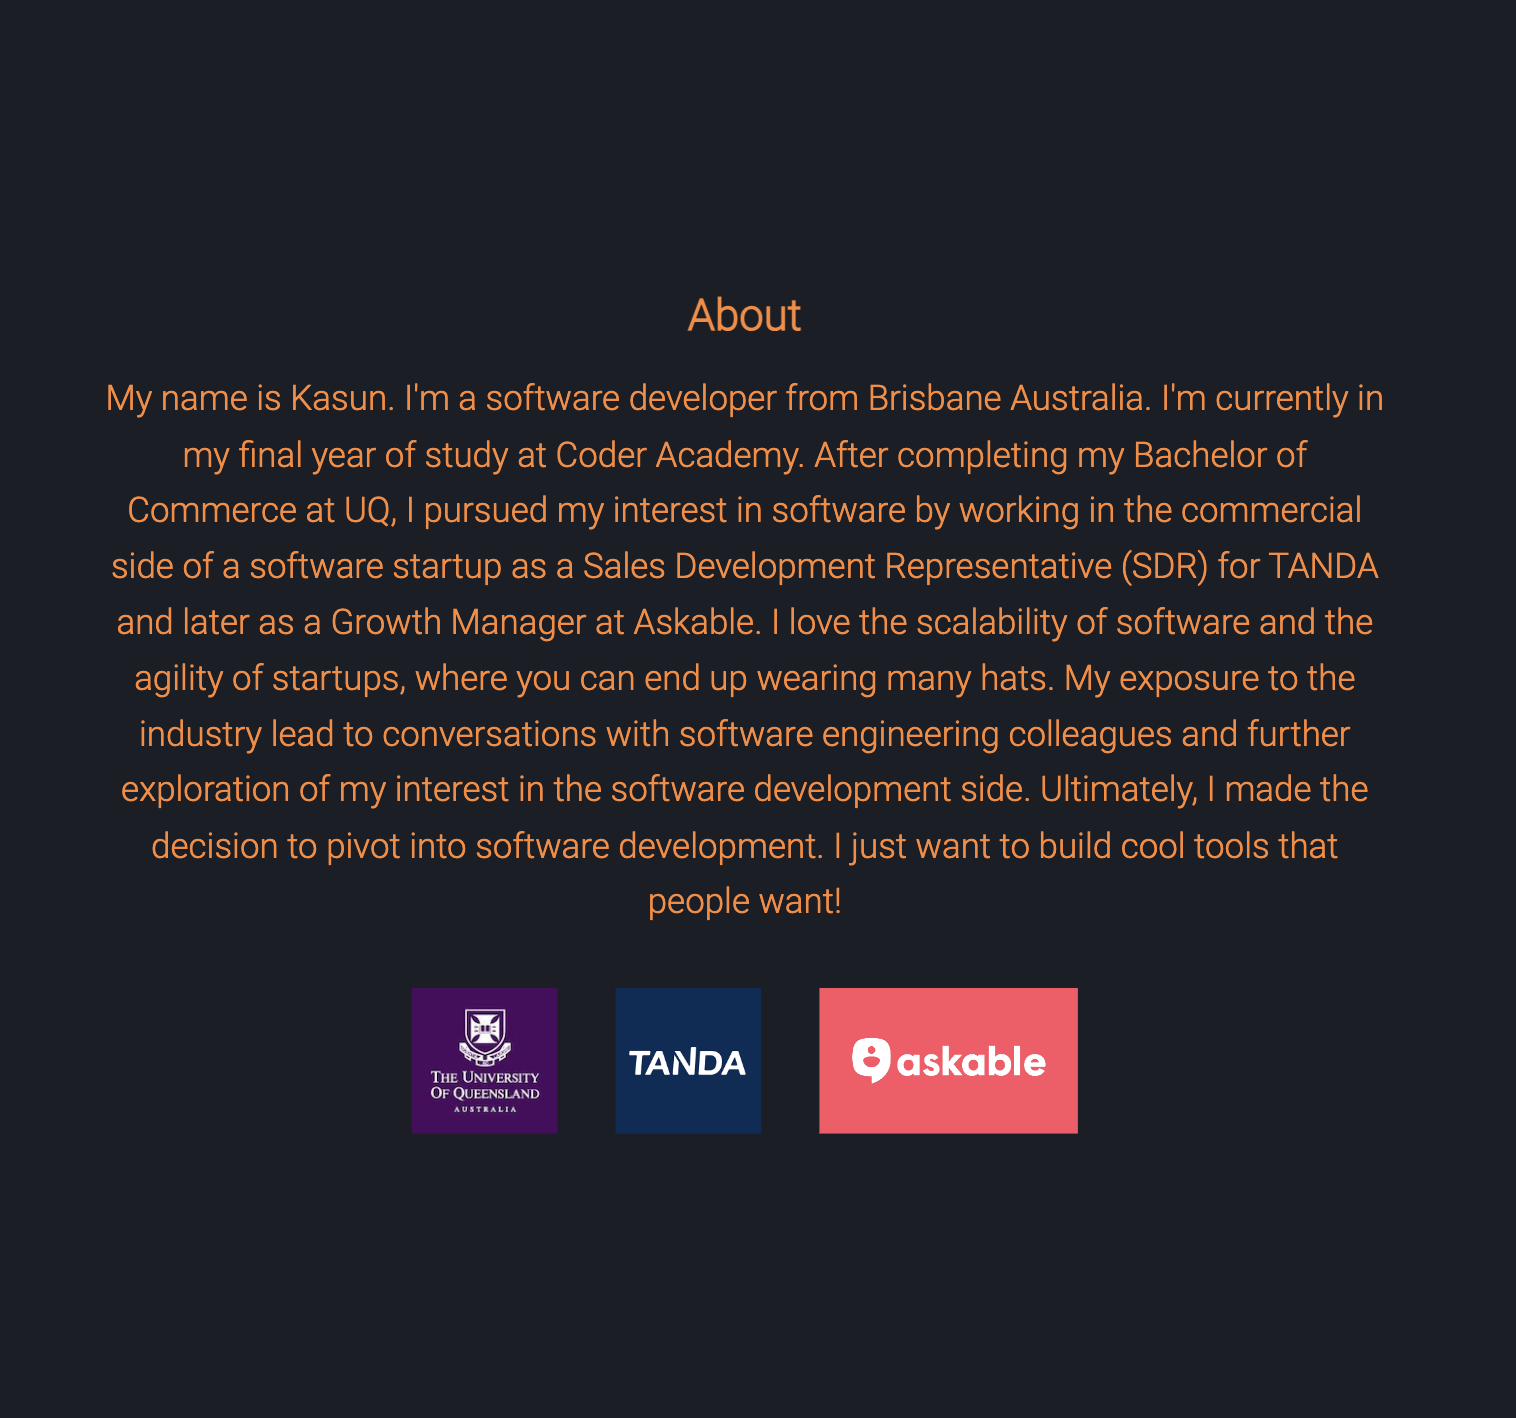 About
My name is Kasun. I'm a software developer from Brisbane Australia. I'm currently in
my final year of study at Coder Academy. After completing my Bachelor of
Commerce at UQ, I pursued my interest in software by working in the commercial
side of a software startup as a Sales Development Representative (SDR) for TANDA
and later as a Growth Manager at Askable. I love the scalability of software and the
agility of startups, where you can end up wearing many hats. My exposure to the
industry lead to conversations with software engineering colleagues and further
exploration of my interest in the software development side. Ultimately, I made the
decision to pivot into software development. I just want to build cool tools that
people want!
THE UNIVERSITY
OF QUEENSLAND
AUSTRALIA
TANDA
askable